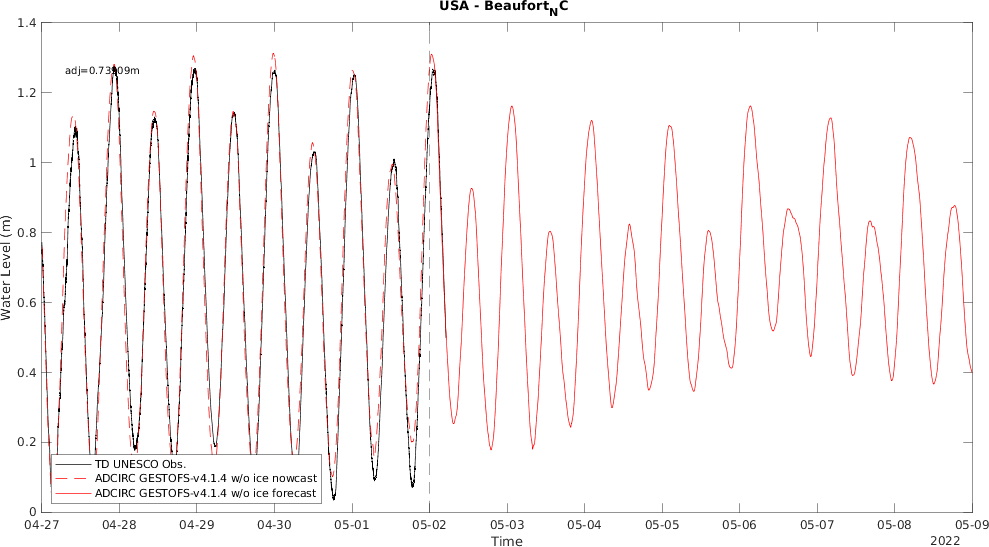 USA - Beaufort_NC
1.4
1.2
1
0.8
0.6
0.4
0.2
0
Water Level (m)
TD UNESCO Obs.
ADCIRC GESTOFS-v4.1.4 w/o ice nowcast
ADCIRC GESTOFS-v4.1.4 w/o ice forecast
04-27 04-28 04-29 04-30 05-01 05-02 05-03 05-04 05-05 05-06 05-07 05-08 05-09
Time
2022